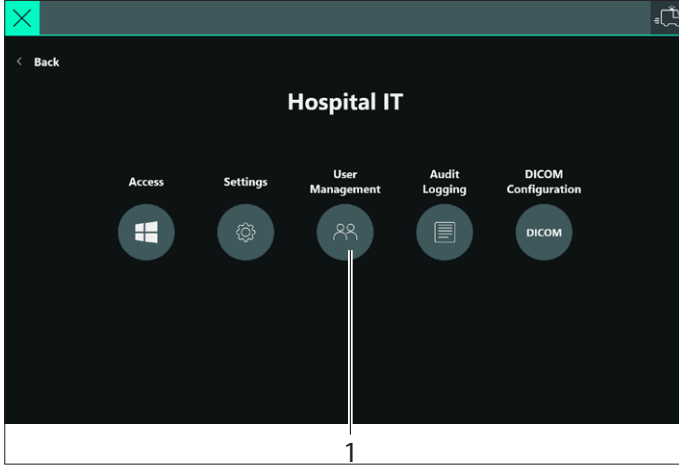 Back
Hospital IT
Access
Settings
User
Management
Audit
Logging
DICOM
Configuration
DICOM
1